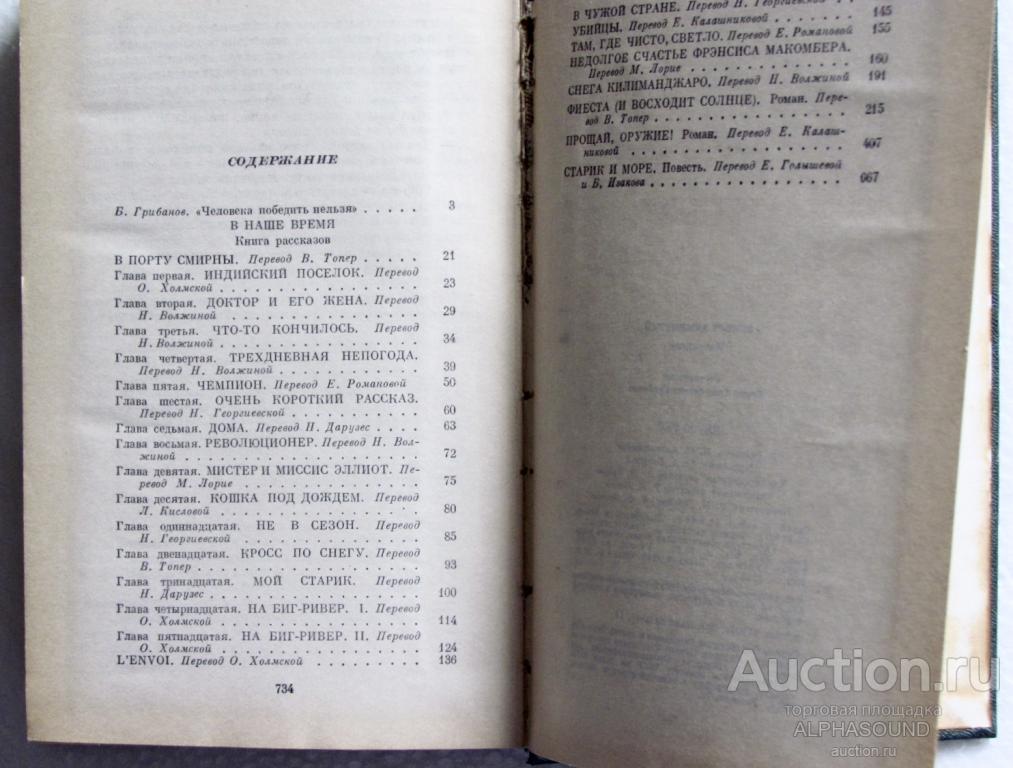 СОДЕРЖАНИЕ
Б. Грибанов. «Человека победить нельзя» . . . . . 3
В НАШЕ ВРЕМЯ
Книга рассказов
В ПОРТУ СМИРНЫ. Перевод В. Топер . . . . . 21
Глава первая. ИНДИЙСКИЙ ПОСЕЛОК. Перевод
О. Холмской . . . . . . . . . . . . . . . 23
Глава вторая. ДОКТОР И ЕГО ЖЕНА. Перевод
Н. Волжиной . . . . . . . . . . . . . . . 29
Глава третья. ЧТО-ТО КОНЧИЛОСЬ. Перевод
Н. Волжиной . . . . . . . . . . . . . . . 34
Глава четвертая. ТРЕХДНЕВНАЯ НЕПОГОДА.
Перевод Н. Волжиной . . . . . . . . . . . 39
Глава пятая. ЧЕМПИОН. Перевод Е. Романовой 50
Глава шестая. ОЧЕНЬ КОРОТКИЙ РАССКАЗ.
Перевод Н. Георгиевской . . . . . . . . . 60
Глава седьмая. ДОМА. Перевод Н. Дарузес . . . . 63
Глава восьмая. РЕВОЛЮЦИОНЕР. Перевод Н. Вол-
жиной . . . . . . . . . . . . . . . . . . 72
Глава девятая. МИСТЕР И МИССИС ЭЛЛИОТ. Пе-
ревод М. Лорие . . . . . . . . . . . . . . 75
Глава десятая. КОШКА ПОД ДОЖДЕМ. Перевод
Л. Кисловой . . . . . . . . . . . . . . . 80
Глава одиннадцатая. НЕ В СЕЗОН. Перевод
Н. Георгиевской . . . . . . . . . . . . . 85
Глава двенадцатая. КРОСС ПО СНЕГУ. Перевод
В. Топер . . . . . . . . . . . . . . . . . 93
Глава тринадцатая. МОЙ СТАРИК. Перевод
Н. Дарузес . . . . . . . . . . . . . . . . 100
Глава четырнадцатая. НА БИГ-РИВЕР. I. Перевод
О. Холмской . . . . . . . . . . . . . . . 114
Глава пятнадцатая. НА БИГ-РИВЕР. II. Перевод
О. Холмской . . . . . . . . . . . . . . . 124
L'ENVOI. Перевод О. Холмской . . . . . . . . 136
734
В ЧУЖОЙ СТРАНЕ. Перевод Н. Георгиевской
УБИЙЦЫ. Перевод Е. Калашниковой . . . . . 145
ТАМ, ГДЕ ЧИСТО, СВЕТЛО. Перевод Е. Романовой 155
НЕДОЛГОЕ СЧАСТЬЕ ФРЭНСИСА МАКОМБЕРА.
Перевод М. Лорие . . . . . . . . . . . . . 160
СНЕГА КИЛИМАНДЖАРО. Перевод Н. Волжиной 191
ФИЕСТА (И ВОСХОДИТ СОЛНЦЕ). Роман. Пере-
вод В. Топер . . . . . . . . . . . . . . . 215
ПРОЩАЙ, ОРУЖИЕ! Роман. Перевод Е. Калаш-
никовой . . . . . . . . . . . . . . . . . 407
СТАРИК И МОРЕ. Повесть. Перевод Е. Голышевой
и Б. Изакова . . . . . . . . . . . . . . . 667
Auction.ru
торговая площадка
ALPHASOUND
auction.ru